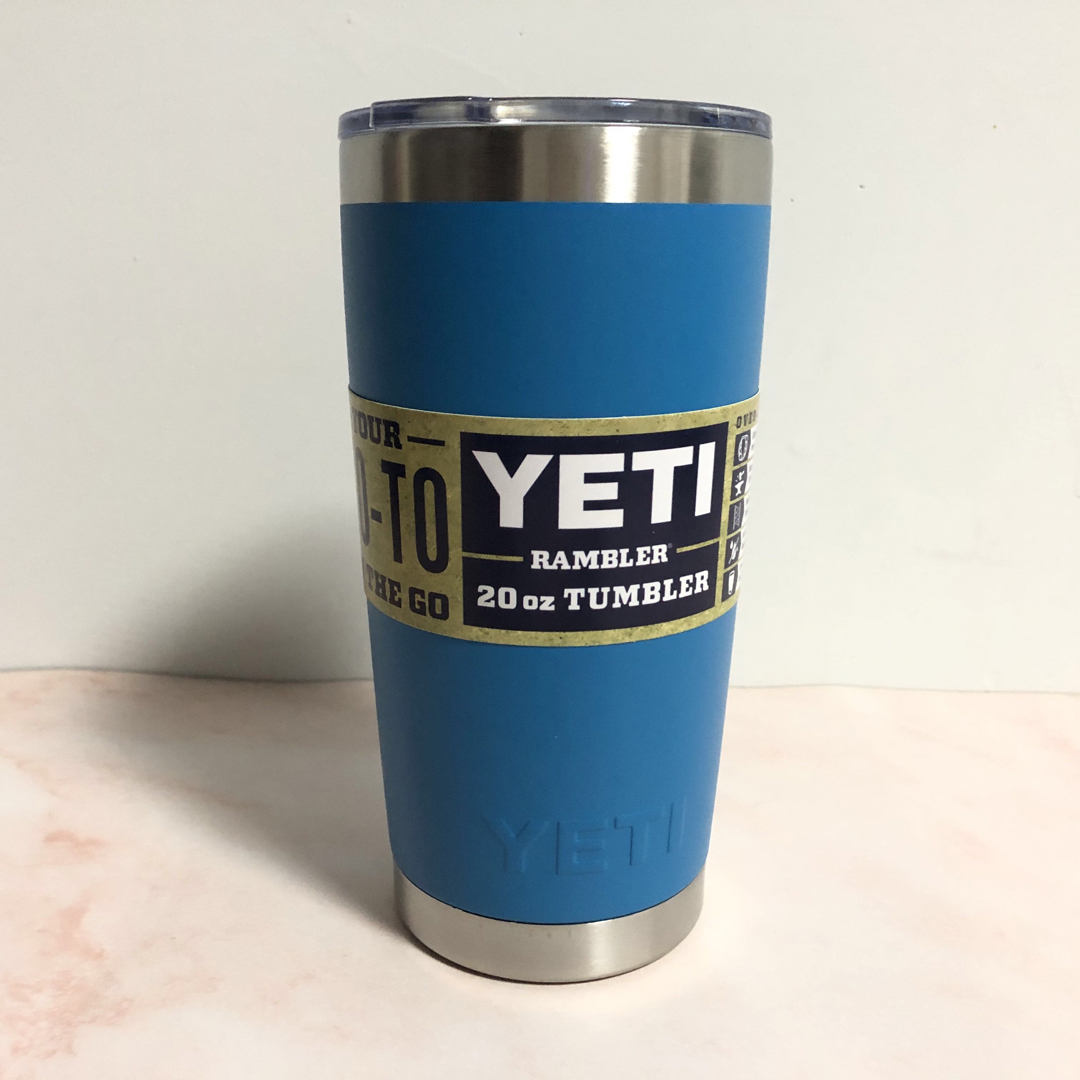 YOUR
-TO
THE GO
YETI
RAMBLER®
20 oz TUMBLER
YETI